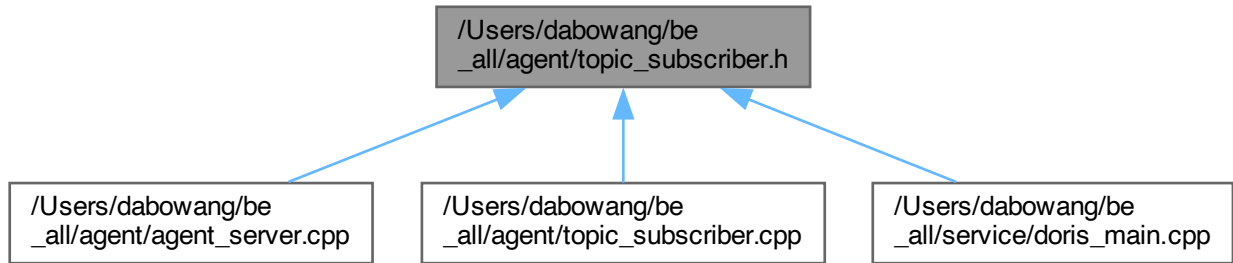 /Users/dabowang/be
_all/agent/topic_subscriber.h
/Users/dabowang/be
_all/agent/agent_server.cpp
/Users/dabowang/be
_all/agent/topic_subscriber.cpp
/Users/dabowang/be
_all/service/doris_main.cpp